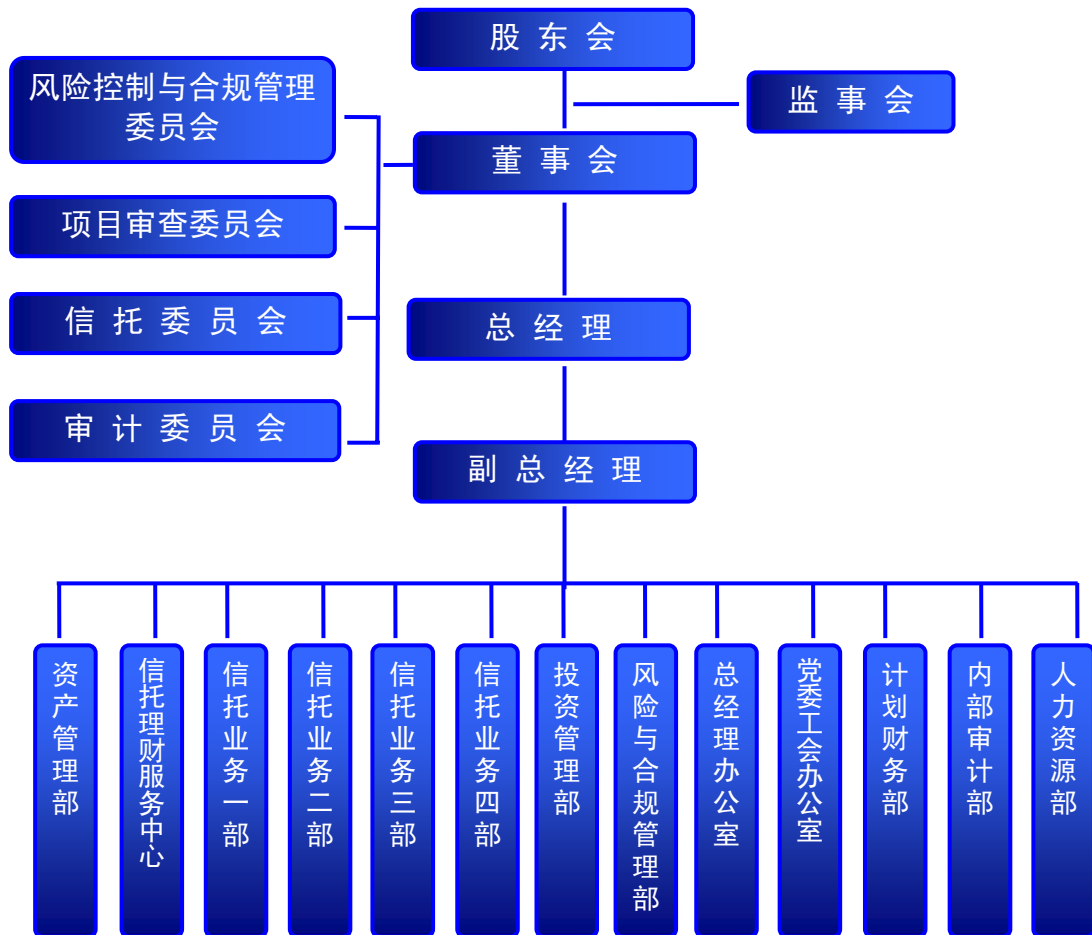 股东会
风险控制与合规管理
委员会
监事会
董事会
项目审查委员会
信托委员会
总经理
审计委员会
副总经理
资产管理部
信托理财服务中心
信托业务一部
信托业务二部
信托业务三部
信托业务四部
投资管理部
风险与合规管理部
总经理办公室
党委工会办公室
计划财务部
内部审计部
人力资源部